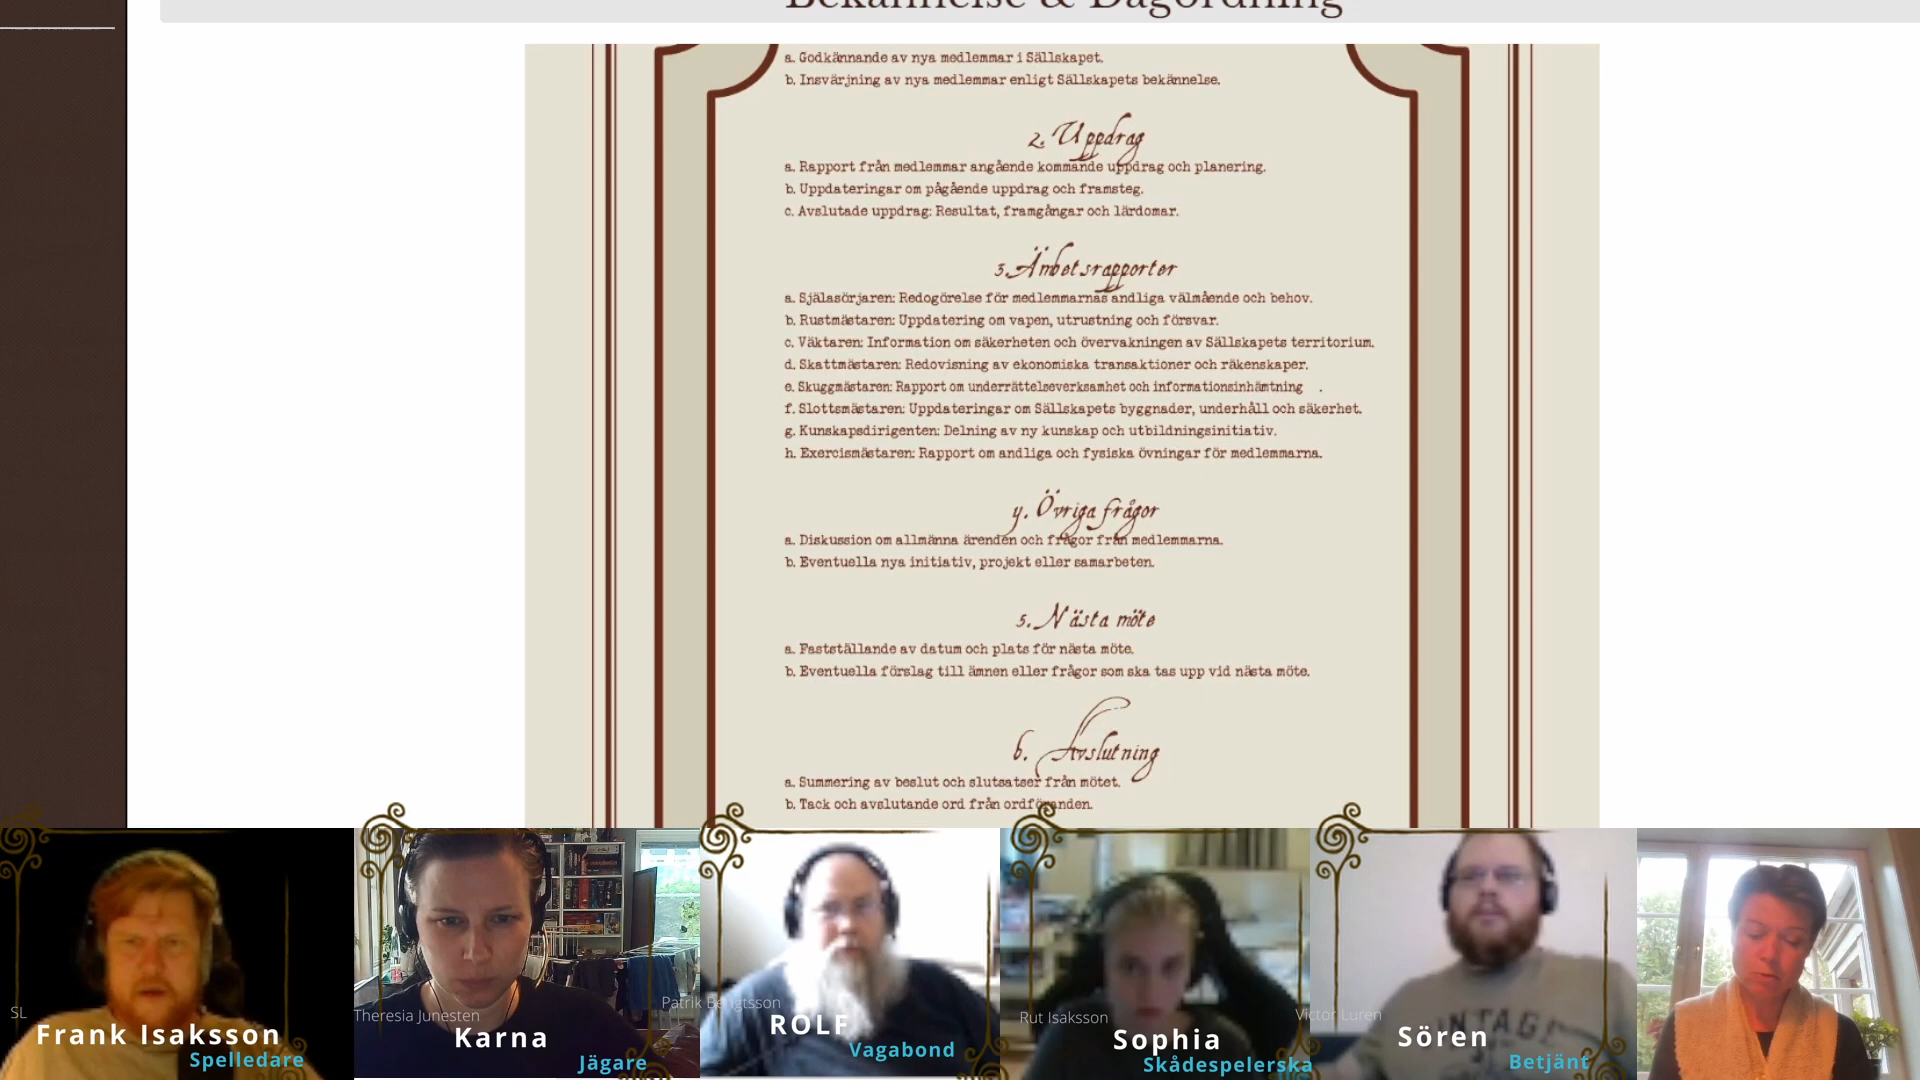 Bekännelse & Dagordning
a. Godkännande av nya medlemmar i Sällskapet.
b. Insvärjning av nya medlemmar enligt Sällskapets bekännelse.
2. Uppdrag
a. Rapport från medlemmar angående kommande uppdrag och planering.
b. Uppdateringar om pågående uppdrag och framsteg.
c. Avslutade uppdrag: Resultat, framgångar och lärdomar.
3. Ämbetsrapporter
a. Själasörjaren: Redogörelse för medlemmarnas andliga välmående och behov.
b. Rustmästaren: Uppdatering om vapen, utrustning och försvar.
c. Väktaren: Information om säkerheten och övervakningen av Sällskapets territorium.
d. Skattmästaren: Redovisning av ekonomiska transaktioner och räkenskaper.
e. Skuggmästaren: Rapport om underrättelseverksamhet och informationsinhämtning .
f. Slottsmästaren: Uppdateringar om Sällskapets byggnader, underhåll och säkerhet.
g. Kunskapsdirigenten: Delning av ny kunskap och utbildningsinitiativ.
h. Exercismästaren: Rapport om andliga och fysiska övningar för medlemmarna.
4. Övriga frågor
a. Diskussion om allmänna ärenden och frågor från medlemmarna.
b. Eventuella nya initiativ, projekt eller samarbeten.
5. Nästa möte
a. Fastställande av datum och plats för nästa möte.
b. Eventuella förslag till ämnen eller frågor som ska tas upp vid nästa möte.
6. Avslutning
a. Summering av beslut och slutsatser från mötet.
b. Tack och avslutande ord från ordföranden.
SL
Frank Isaksson
Spelledare
Theresia Junesten
Karna
Jägare
Patrik Bengtsson
ROLF
Vagabond
Rut Isaksson
Sophia
Skådespelerska
Victor Luren
Sören
Betjänt